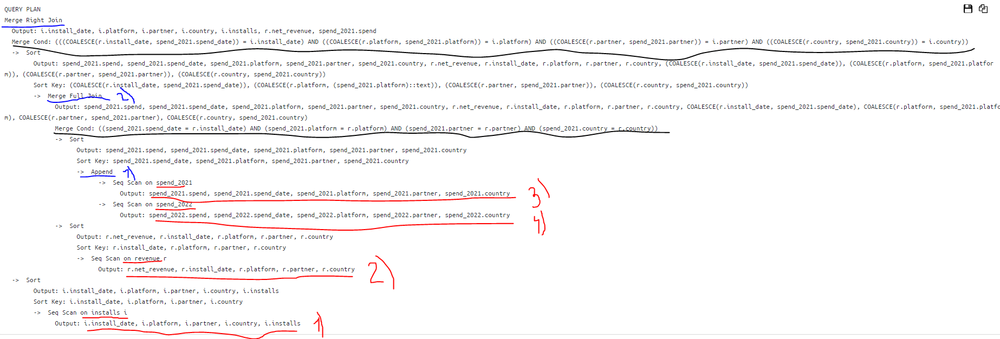 QUERY PLAN
Merge Right Join
Output: i.install_date, i.platform, i.partner, i.country, i.installs, r.net_revenue, spend_2021.spend
Merge Cond: (((COALESCE(r.install_date, spend_2021.spend_date)) = i.install_date) AND ((COALESCE(r.platform, spend_2021.platform)) = i.platform) AND ((COALESCE(r.partner, spend_2021.partner)) = i.partner) AND ((COALESCE(r.country, spend_2021.country)) = i.country))
-> Sort
Output: spend_2021.spend, spend_2021.spend_date, spend_2021.platform, spend_2021.partner, spend_2021.country, r.net_revenue, r.install_date, r.platform, r.partner, r.country, (COALESCE(r.install_date, spend_2021.spend_date)), (COALESCE(r.platform, spend_2021.platfor
m)), (COALESCE(r.partner, spend_2021.partner)), (COALESCE(r.country, spend_2021.country))
Sort Key: (COALESCE(r.install_date, spend_2021.spend_date)), (COALESCE(r.platform, (spend_2021.platform)::text)), (COALESCE(r.partner, spend_2021.partner)), (COALESCE(r.country, spend_2021.country))
-> Merge Full Join 2)
Output: spend_2021.spend, spend_2021.spend_date, spend_2021.platform, spend_2021.partner, spend_2021.country, r.net_revenue, r.install_date, r.platform, r.partner, r.country, COALESCE(r.install_date, spend_2021.spend_date), COALESCE(r.platform, spend_2021.platfo
m), COALESCE(r.partner, spend_2021.partner), COALESCE(r.country, spend_2021.country)
Merge Cond: ((spend_2021.spend_date = r.install_date) AND (spend_2021.platform = r.platform) AND (spend_2021.partner = r.partner) AND (spend_2021.country = r.country))
-> Sort
Output: spend_2021.spend, spend_2021.spend_date, spend_2021.platform, spend_2021.partner, spend_2021.country
Sort Key: spend_2021.spend_date, spend_2021.platform, spend_2021.partner, spend_2021.country
-> Append 1)
-> Seq Scan on spend_2021
Output: spend_2021.spend, spend_2021.spend_date, spend_2021.platform, spend_2021.partner, spend_2021.country 3)
-> Seq Scan on spend_2022
Output: spend_2022.spend, spend_2022.spend_date, spend_2022.platform, spend_2022.partner, spend_2022.country 4)
-> Sort
Output: r.net_revenue, r.install_date, r.platform, r.partner, r.country
Sort Key: r.install_date, r.platform, r.partner, r.country
-> Seq Scan on revenue r
Output: r.net_revenue, r.install_date, r.platform, r.partner, r.country 2)
-> Sort
Output: i.install_date, i.platform, i.partner, i.country, i.installs
Sort Key: i.install_date, i.platform, i.partner, i.country
-> Seq Scan on installs i
Output: i.install_date, i.platform, i.partner, i.country, i.installs 1)